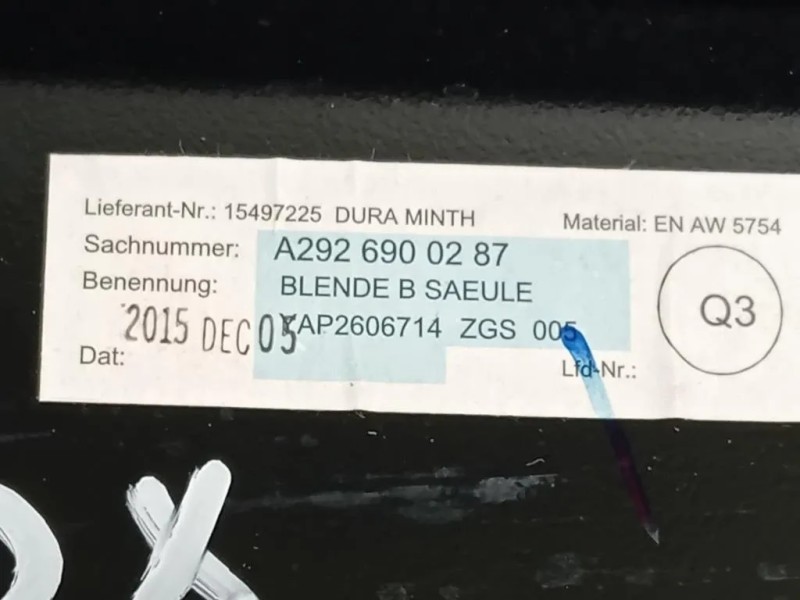 Lieferant-Nr.: 15497225 DURA MINTH
Material: EN AW 5754
Sachnummer: A292 690 02 87
Benennung: BLENDE B SAEULE
Q3
2015 DEC 05
AP2606714 ZGS 005
Dat:
Lfd-Nr.:
X